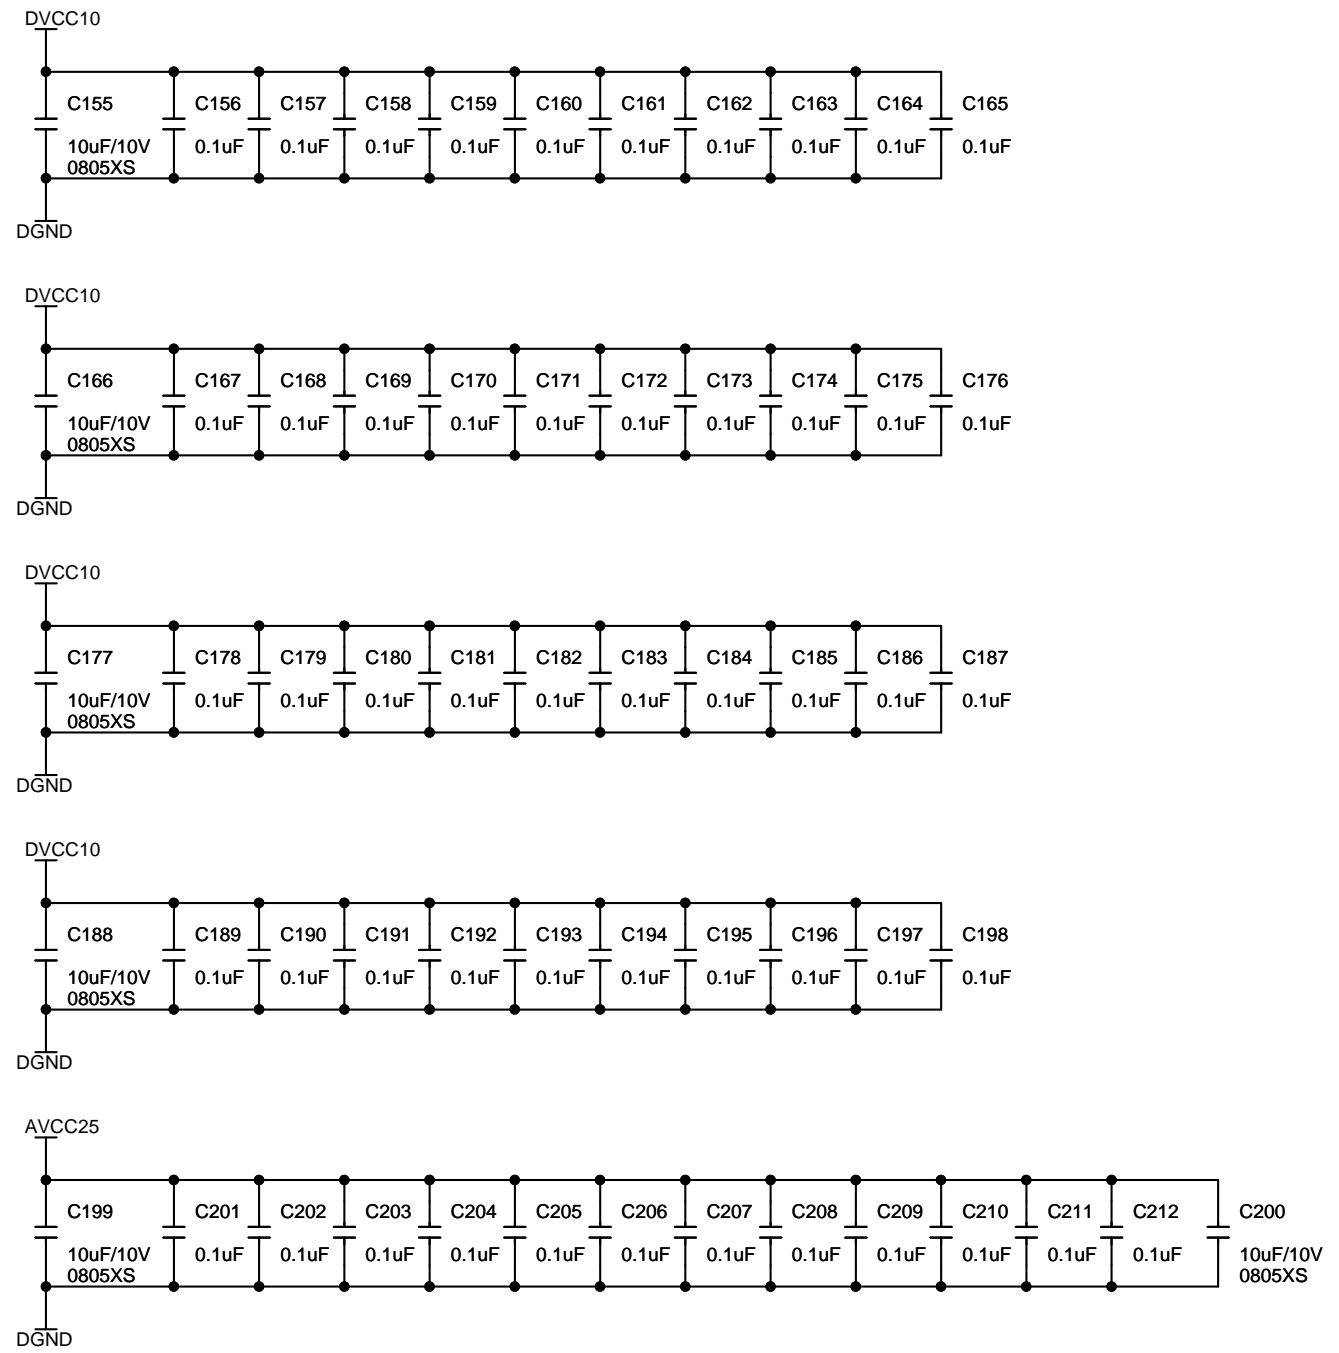 DVCC10
C155 C156 C157 C158 C159 C160 C161 C162 C163 C164 C165
10uF/10V 0.1uF 0.1uF 0.1uF 0.1uF 0.1uF 0.1uF 0.1uF 0.1uF 0.1uF 0.1uF
0805XS
DGND
DVCC10
C166 C167 C168 C169 C170 C171 C172 C173 C174 C175 C176
10uF/10V 0.1uF 0.1uF 0.1uF 0.1uF 0.1uF 0.1uF 0.1uF 0.1uF 0.1uF 0.1uF
0805XS
DGND
DVCC10
C177 C178 C179 C180 C181 C182 C183 C184 C185 C186 C187
10uF/10V 0.1uF 0.1uF 0.1uF 0.1uF 0.1uF 0.1uF 0.1uF 0.1uF 0.1uF 0.1uF
0805XS
DGND
DVCC10
C188 C189 C190 C191 C192 C193 C194 C195 C196 C197 C198
10uF/10V 0.1uF 0.1uF 0.1uF 0.1uF 0.1uF 0.1uF 0.1uF 0.1uF 0.1uF 0.1uF
0805XS
DGND
AVCC25
C199 C201 C202 C203 C204 C205 C206 C207 C208 C209 C210 C211 C212 C200
10uF/10V 0.1uF 0.1uF 0.1uF 0.1uF 0.1uF 0.1uF 0.1uF 0.1uF 0.1uF 0.1uF 0.1uF 0.1uF 10uF/10V
0805XS 0805XS
DGND